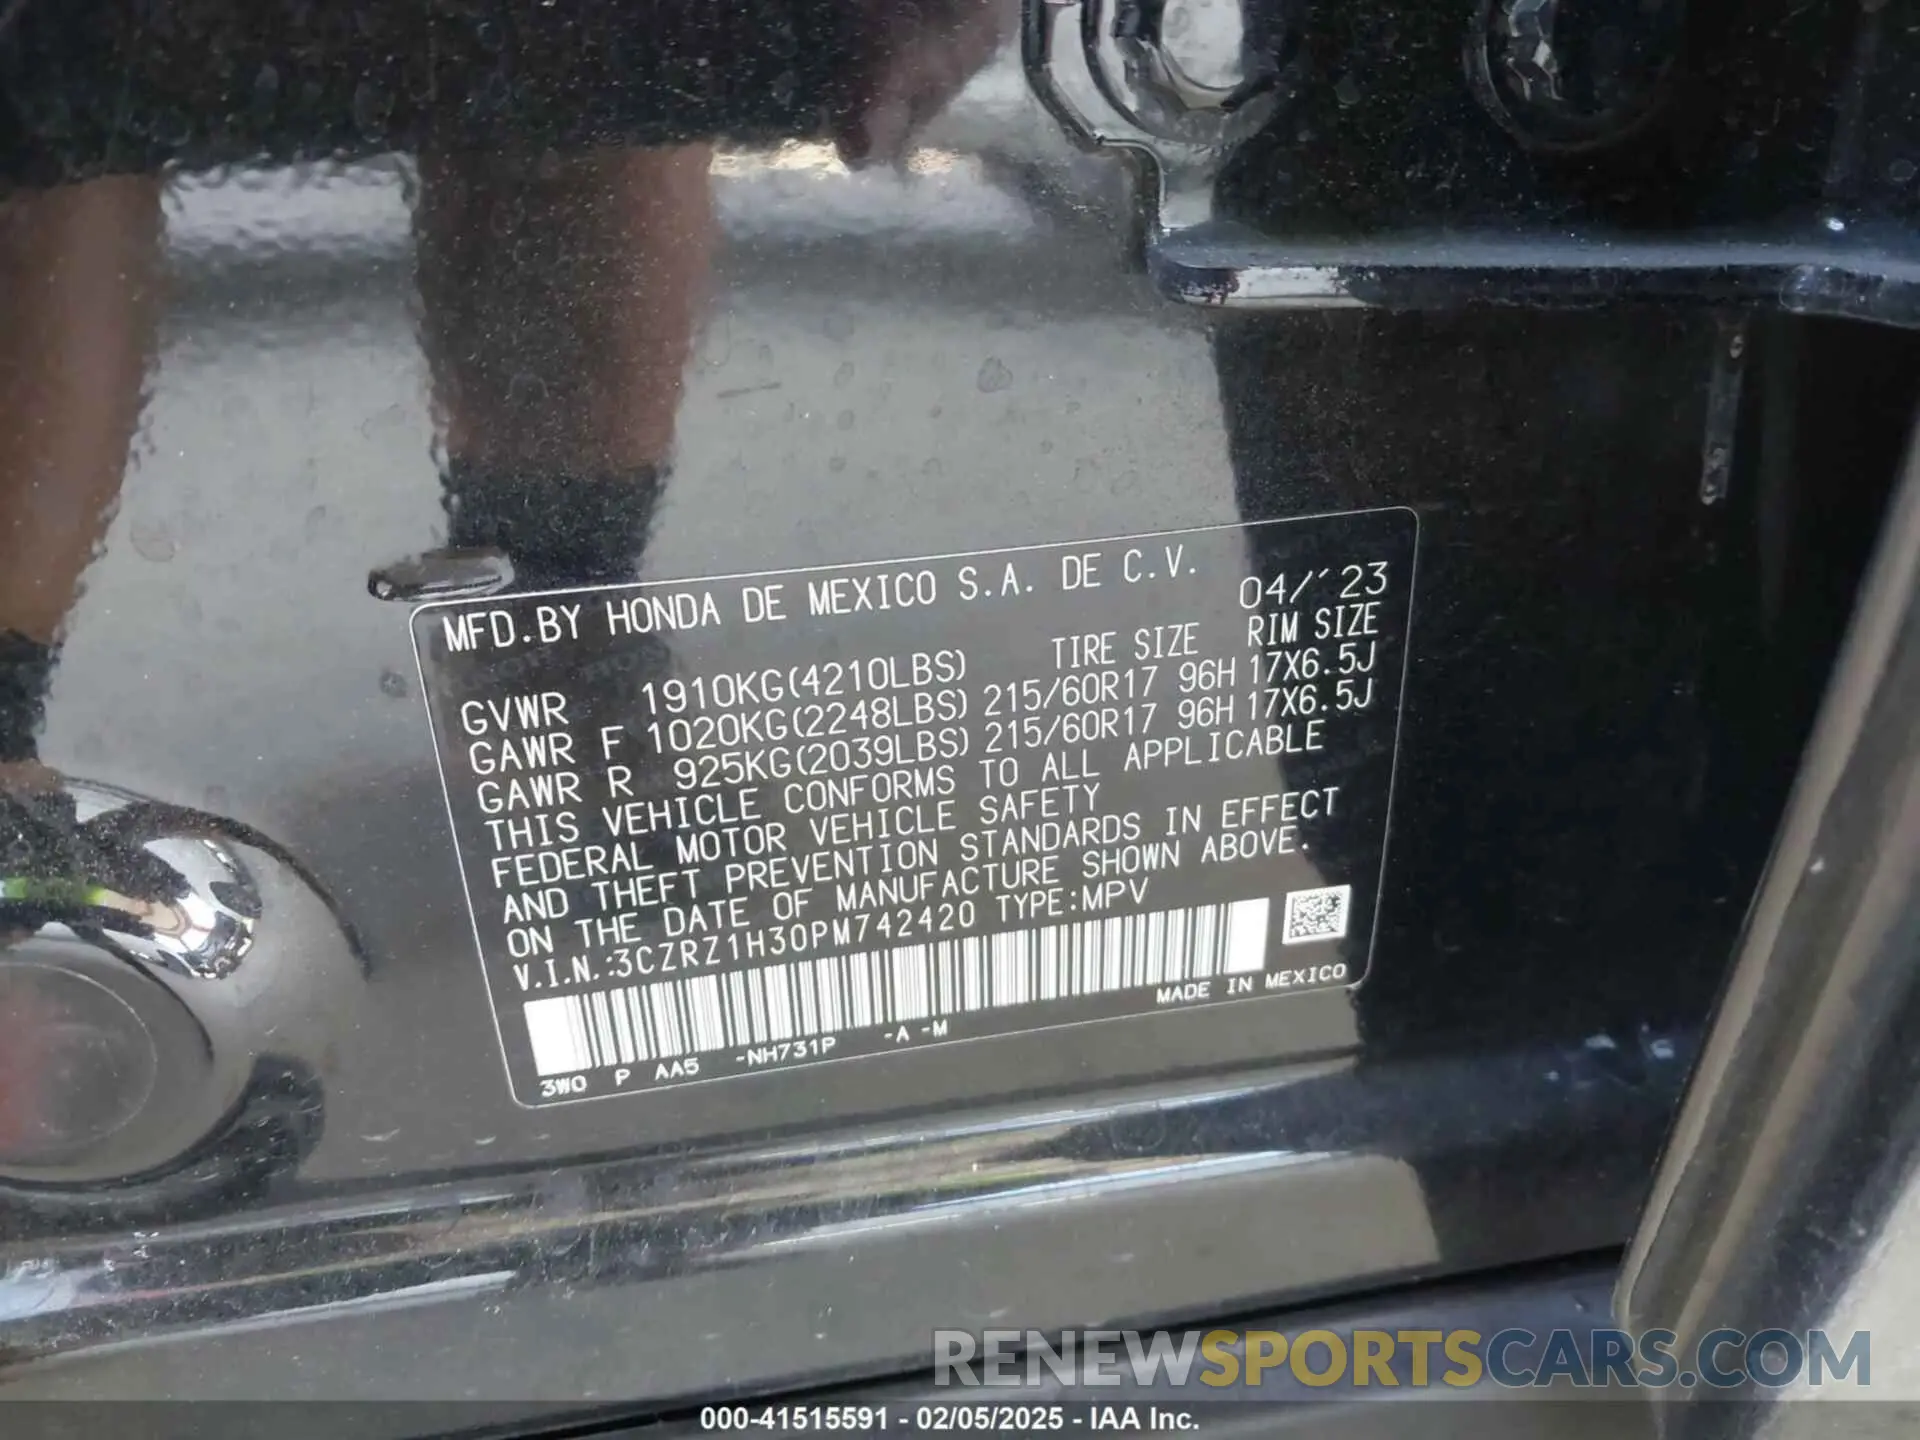 MFD.BY HONDA DE MEXICO S.A. DE C.V.
04/´23
TIRE SIZE RIM SIZE
GVWR 1910KG(4210LBS)
GAWR F 1020KG(2248LBS) 215/60R17 96H 17X6.5J
GAWR R 925KG(2039LBS) 215/60R17 96H 17X6.5J
THIS VEHICLE CONFORMS TO ALL APPLICABLE
FEDERAL MOTOR VEHICLE SAFETY
AND THEFT PREVENTION STANDARDS IN EFFECT
ON THE DATE OF MANUFACTURE SHOWN ABOVE.
V.I.N.:3CZRZ1H30PM742420 TYPE:MPV
MADE IN MEXICO
3W0 P AA5 -NH731P -A -M
RENEWSPORTSCARS.COM
000-41515591 - 02/05/2025 - IAA Inc.